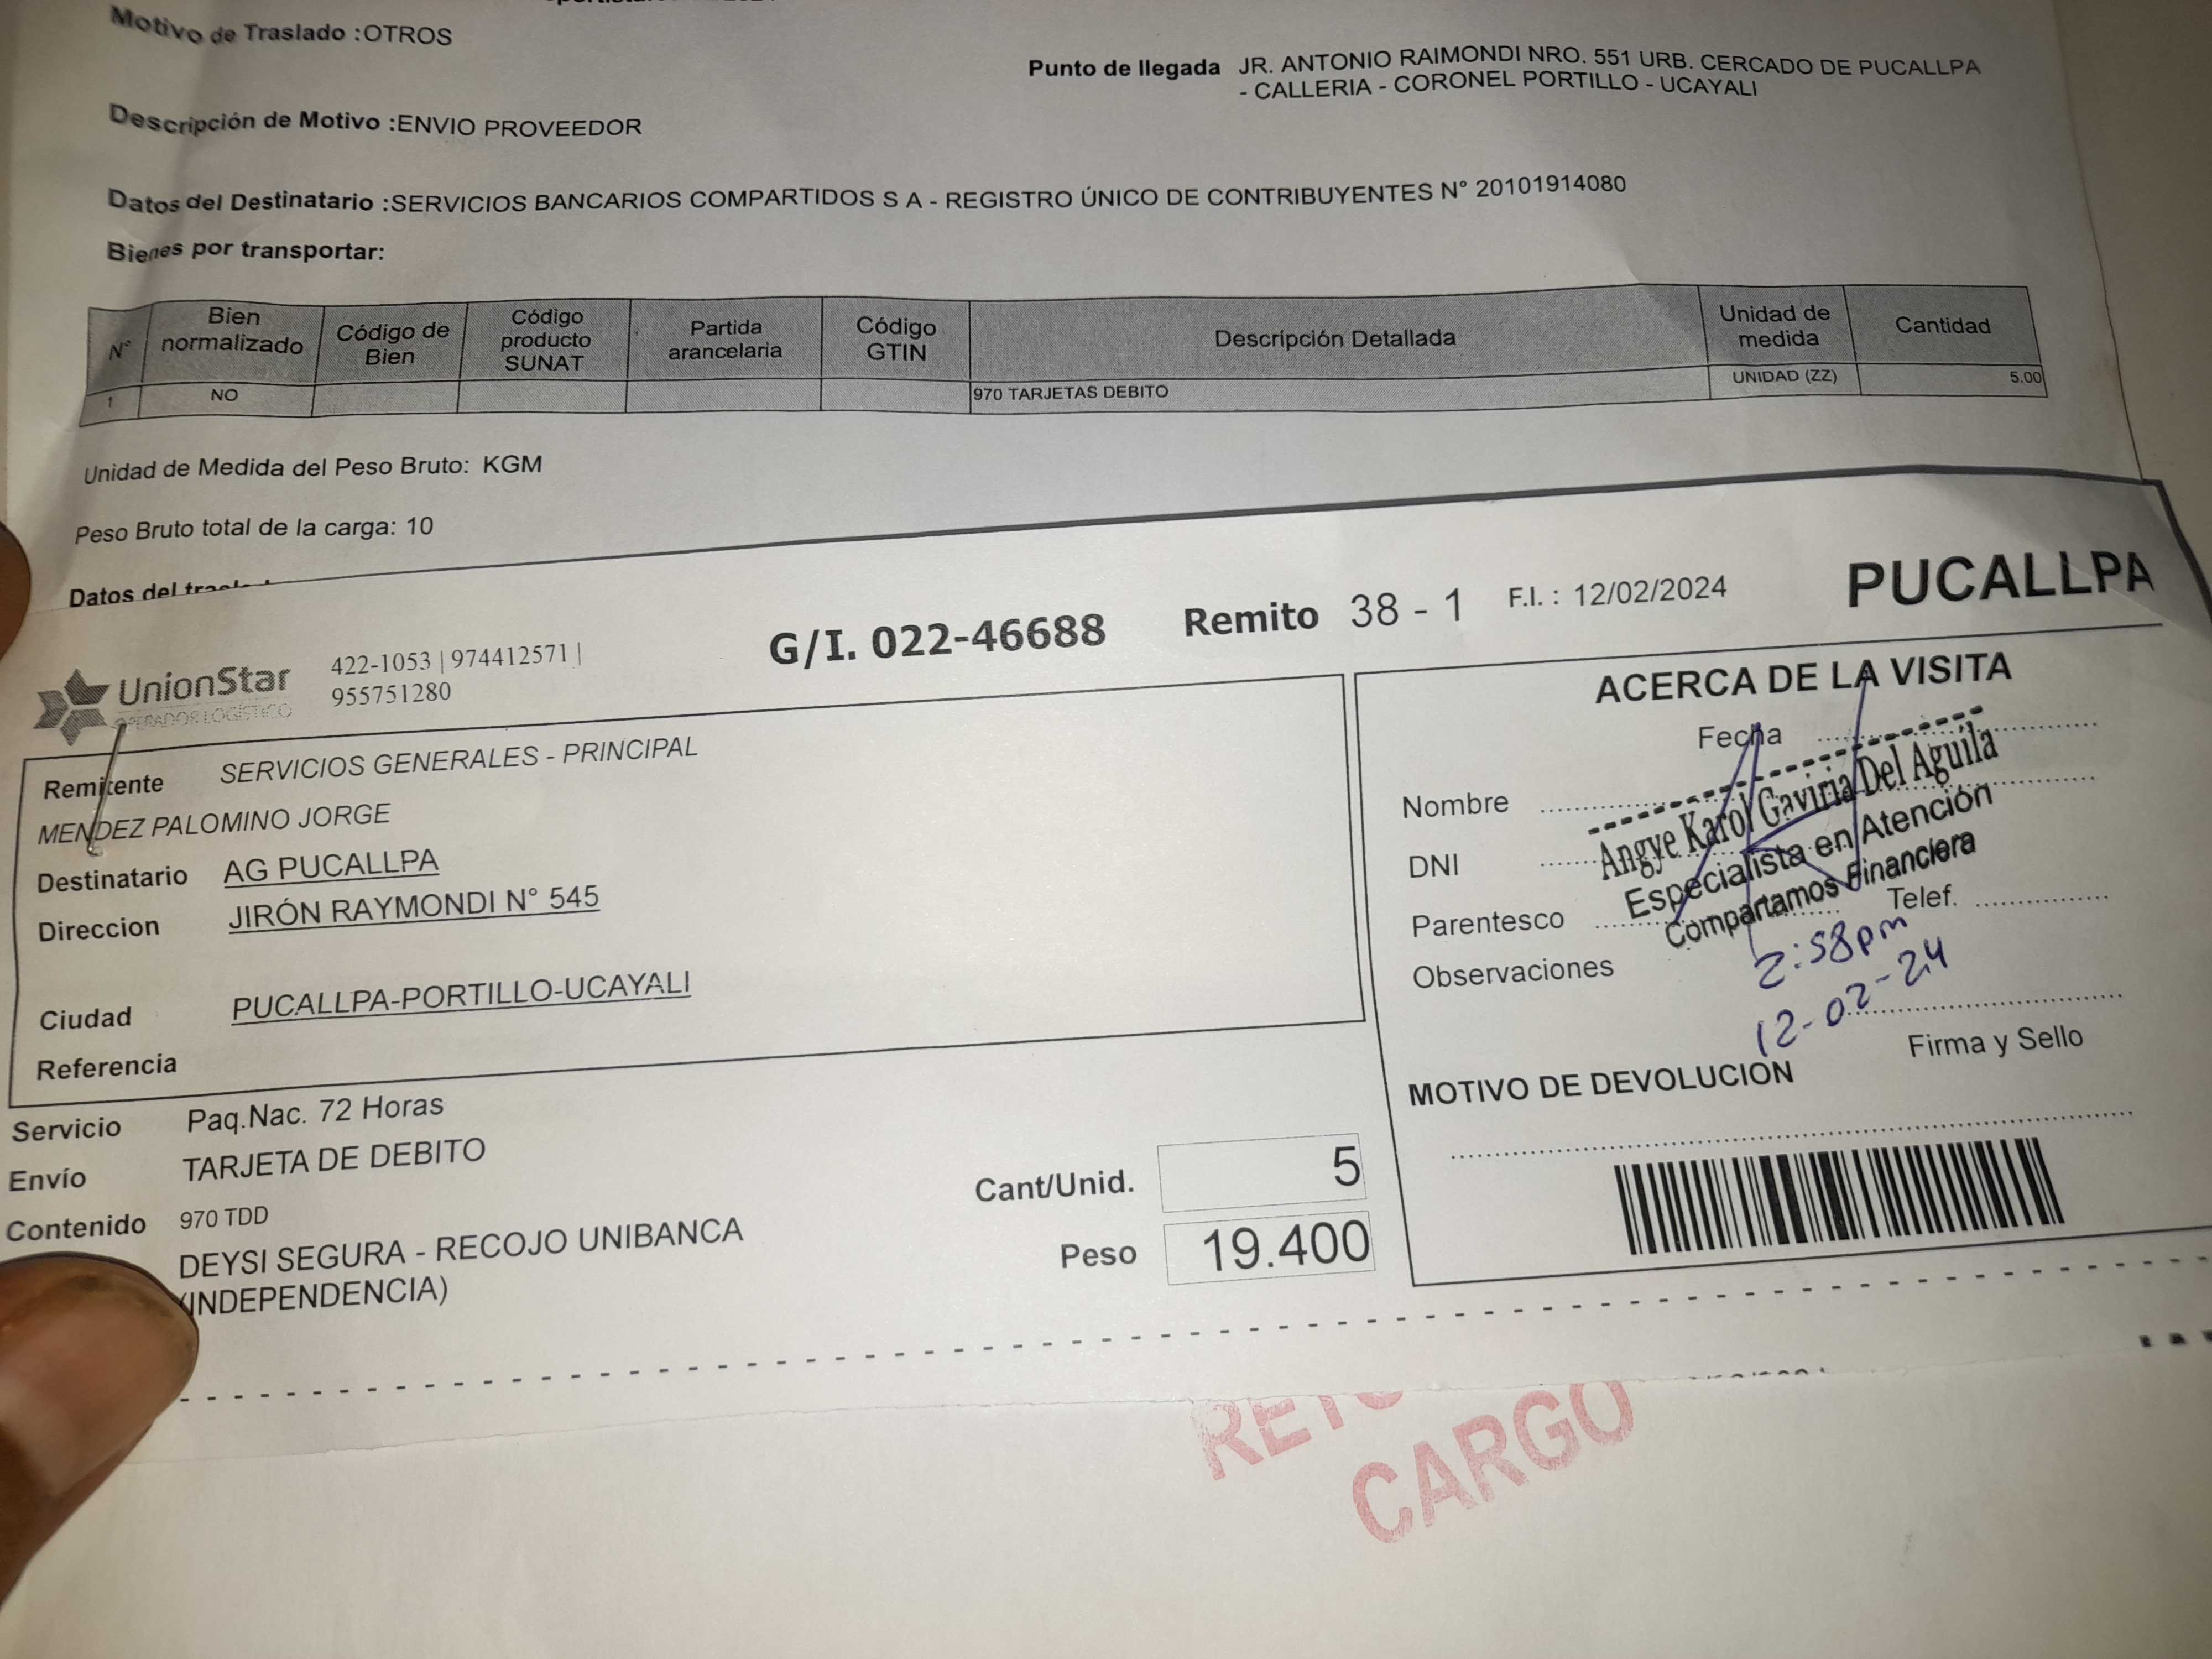 Motivo de Traslado :OTROS
Punto de llegada JR. ANTONIO RAIMONDI NRO. 551 URB. CERCADO DE PUCALLPA
- CALLERIA - CORONEL PORTILLO - UCAYALI
Descripción de Motivo :ENVIO PROVEEDOR
Datos del Destinatario :SERVICIOS BANCARIOS COMPARTIDOS S A - REGISTRO ÚNICO DE CONTRIBUYENTES N° 20101914080
Bienes por transportar:
N° Bien normalizado Código de Bien Código producto SUNAT Partida arancelaria Código GTIN Descripción Detallada Unidad de medida Cantidad
1 NO 970 TARJETAS DEBITO UNIDAD (ZZ) 5.00
Unidad de Medida del Peso Bruto: KGM
Peso Bruto total de la carga: 10
Datos del
UnionStar
OPERADOR LOGÍSTICO
422-1053 | 974412571 |
955751280
G/I. 022-46688 Remito 38 - 1 F.I. : 12/02/2024 PUCALLPA
Remitente SERVICIOS GENERALES - PRINCIPAL
MENDEZ PALOMINO JORGE
Destinatario AG PUCALLPA
Direccion JIRÓN RAYMONDI N° 545
Ciudad PUCALLPA-PORTILLO-UCAYALI
Referencia
Servicio Paq.Nac. 72 Horas
Envío TARJETA DE DEBITO
Contenido 970 TDD
DEYSI SEGURA - RECOJO UNIBANCA
(INDEPENDENCIA)
Cant/Unid. 5
Peso 19.400
ACERCA DE LA VISITA
Fecha
Nombre
DNI
Parentesco
Telef.
Observaciones
Angye Karol Gaviria Del Aguila
Especialista en Atención
Compartamos Financiera
2:58pm
12-02-24
Firma y Sello
MOTIVO DE DEVOLUCION
CARGO